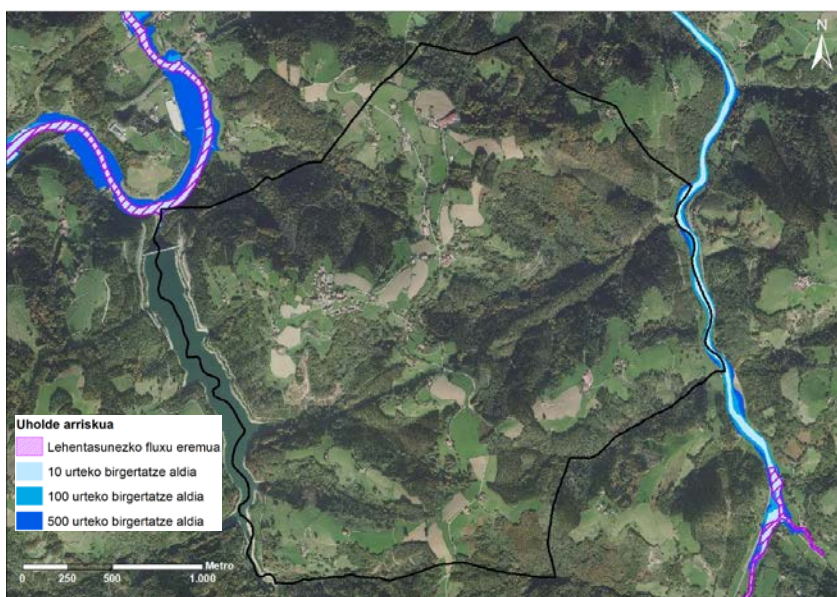 N
Uholde arriskua
Lehentasunezko fluxu eremua
10 urteko birgertatze aldia
100 urteko birgertatze aldia
500 urteko birgertatze aldia
Metro
0 250 500 1.000